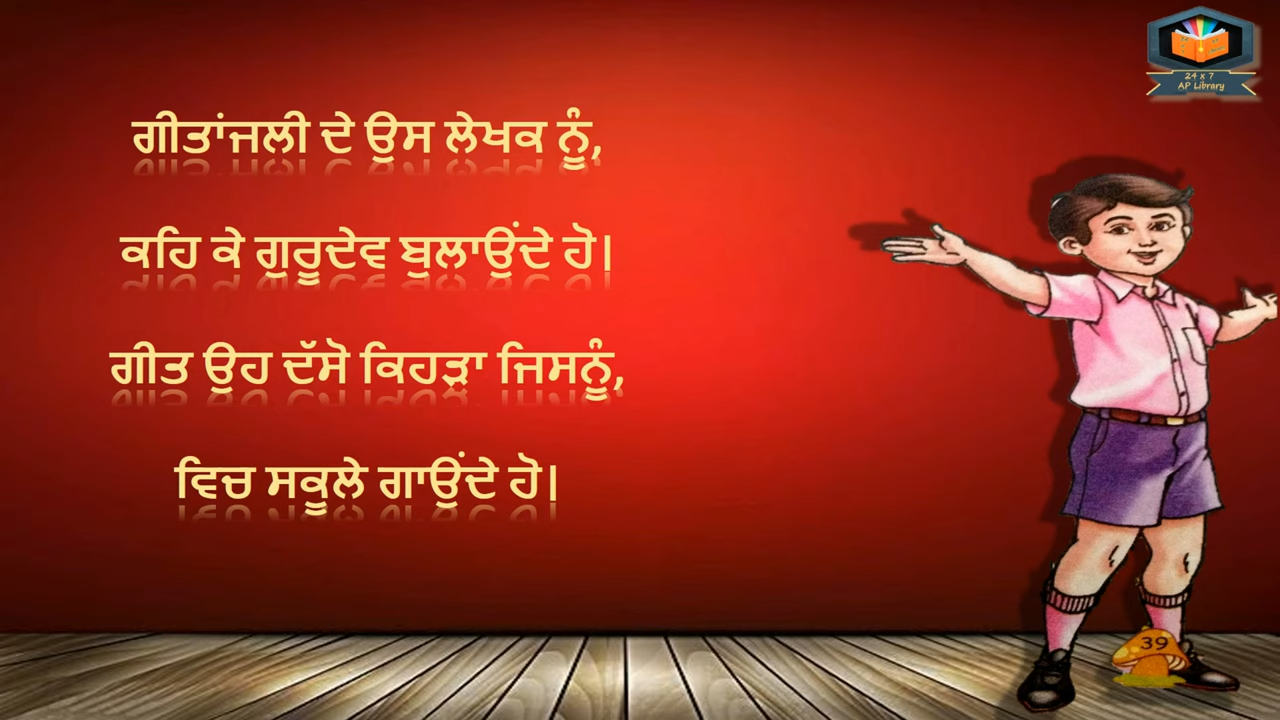 24 x 7
AP Library
ਗੀਤਾਂਜਲੀ ਦੇ ਉਸ ਲੇਖਕ ਨੂੰ,
ਕਹਿ ਕੇ ਗੁਰੂਦੇਵ ਬੁਲਾਉਂਦੇ ਹੋ|
ਗੀਤ ਉਹ ਦੱਸੋ ਕਿਹੜਾ ਜਿਸਨੂੰ,
ਵਿਚ ਸਕੂਲੇ ਗਾਉਂਦੇ ਹੋ|
39